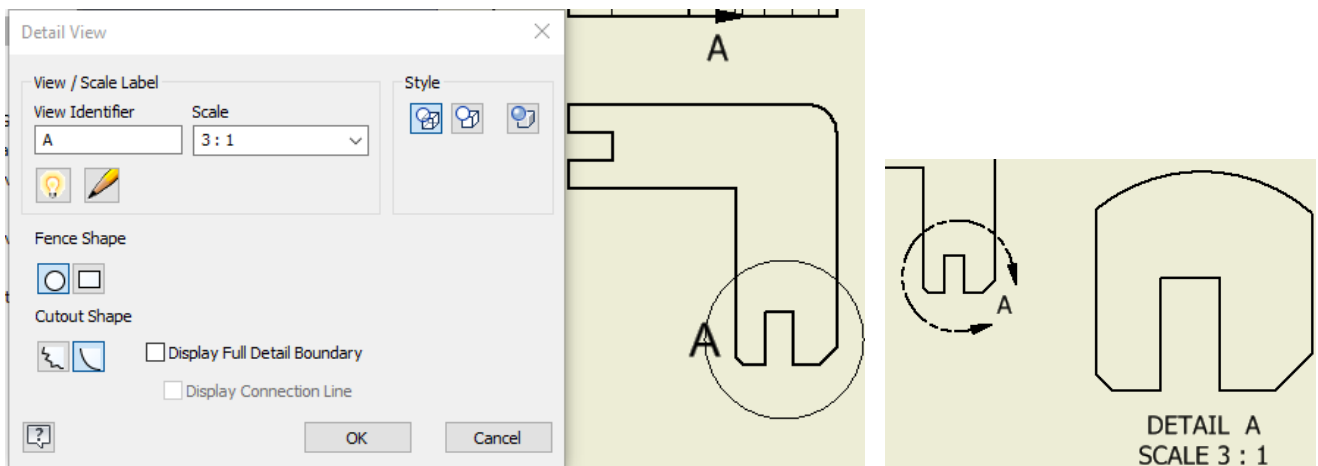 Detail View
View / Scale Label
View Identifier
Scale
A
3 : 1
Style
Fence Shape
Cutout Shape
Display Full Detail Boundary
Display Connection Line
?
OK
Cancel
A
A
A
DETAIL A
SCALE 3 : 1